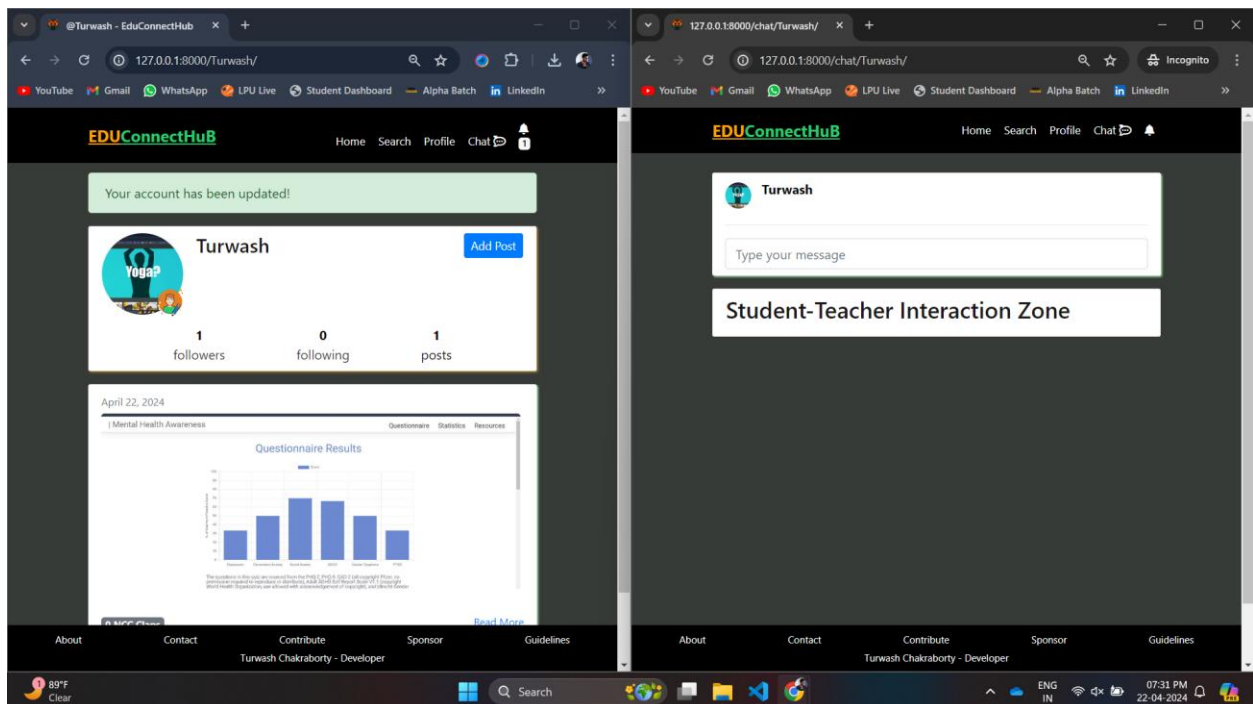 @Turwash - EduConnectHub
127.0.0.1:8000/Turwash/
YouTube Gmail WhatsApp LPU Live Student Dashboard Alpha Batch LinkedIn »
EDUConnectHuB
Home Search Profile Chat 1
Your account has been updated!
Turwash
Add Post
Yoga?
1 0 1
followers following posts
April 22, 2024
| Mental Health Awareness Questionnaire Statistics Resources
Questionnaire Results
0 NCC Claps Read More
About Contact Contribute Sponsor Guidelines
Turwash Chakraborty - Developer
127.0.0.1:8000/chat/Turwash/
127.0.0.1:8000/chat/Turwash/
Incognito
YouTube Gmail WhatsApp LPU Live Student Dashboard Alpha Batch LinkedIn »
EDUConnectHuB
Home Search Profile Chat
Turwash
Type your message
Student-Teacher Interaction Zone
About Contact Contribute Sponsor Guidelines
Turwash Chakraborty - Developer
1
89°F
Clear
Search
ENG
IN
07:31 PM
22-04-2024